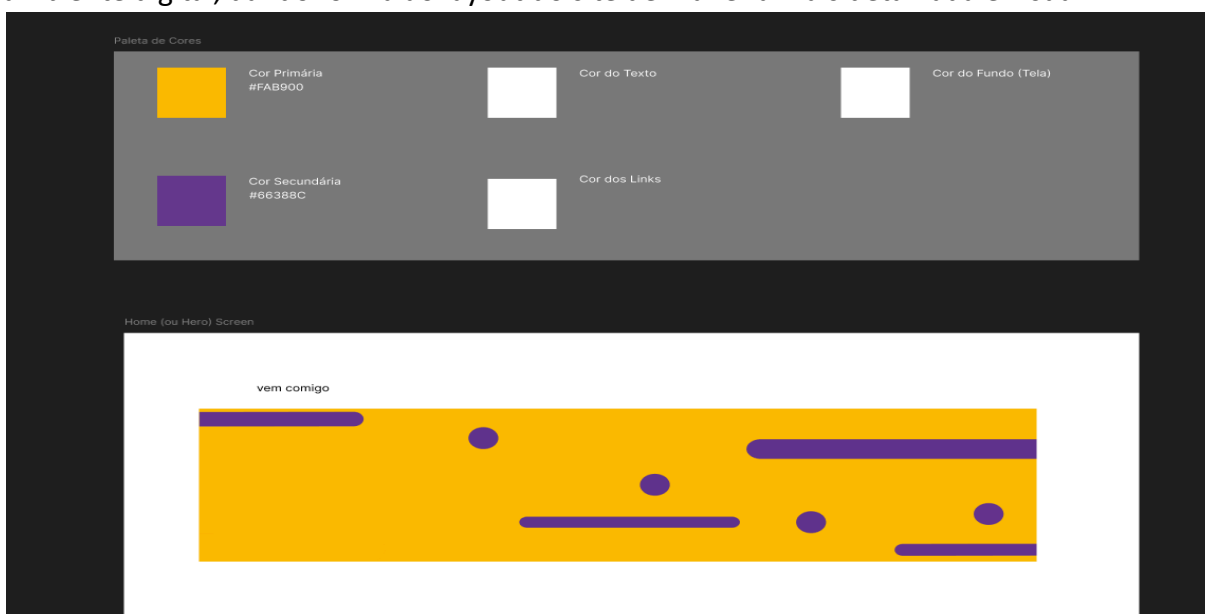 Paleta de Cores
Cor Primária
#FAB900
Cor do Texto
Cor do Fundo (Tela)
Cor Secundária
#66388C
Cor dos Links
Home (ou Hero) Screen
vem comigo